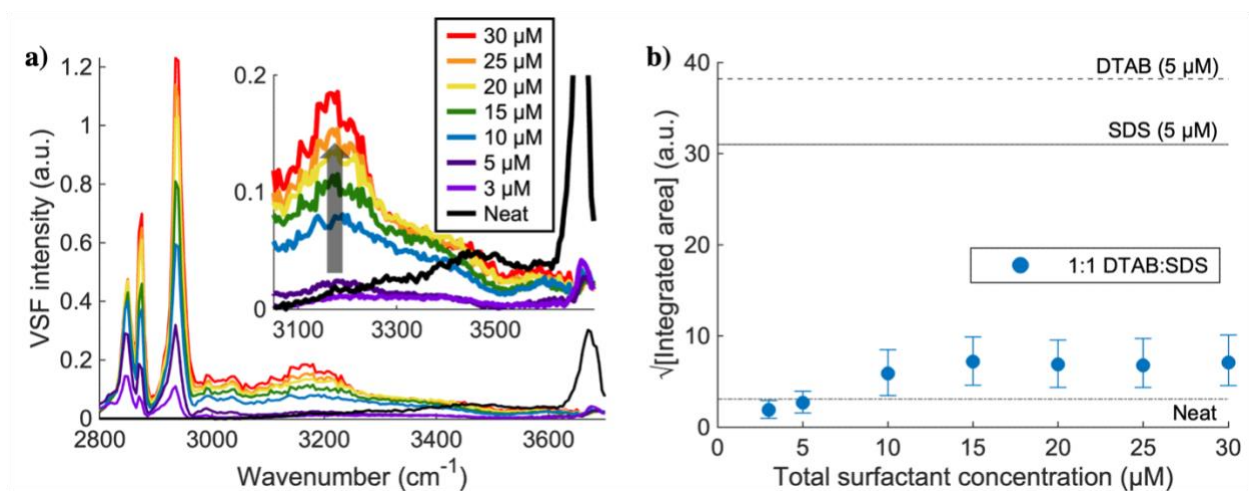 a)
VSF intensity (a.u.)
1.2
1
0.8
0.6
0.4
0.2
0
2800
3000
3200
3400
3600
Wavenumber (cm⁻¹)
0.2
0.1
0
3100
3300
3500
30 µM
25 µM
20 µM
15 µM
10 µM
5 µM
3 µM
Neat
b)
√[Integrated area] (a.u.)
40
30
20
10
0
0
5
10
15
20
25
30
Total surfactant concentration (µM)
DTAB (5 µM)
SDS (5 µM)
1:1 DTAB:SDS
Neat